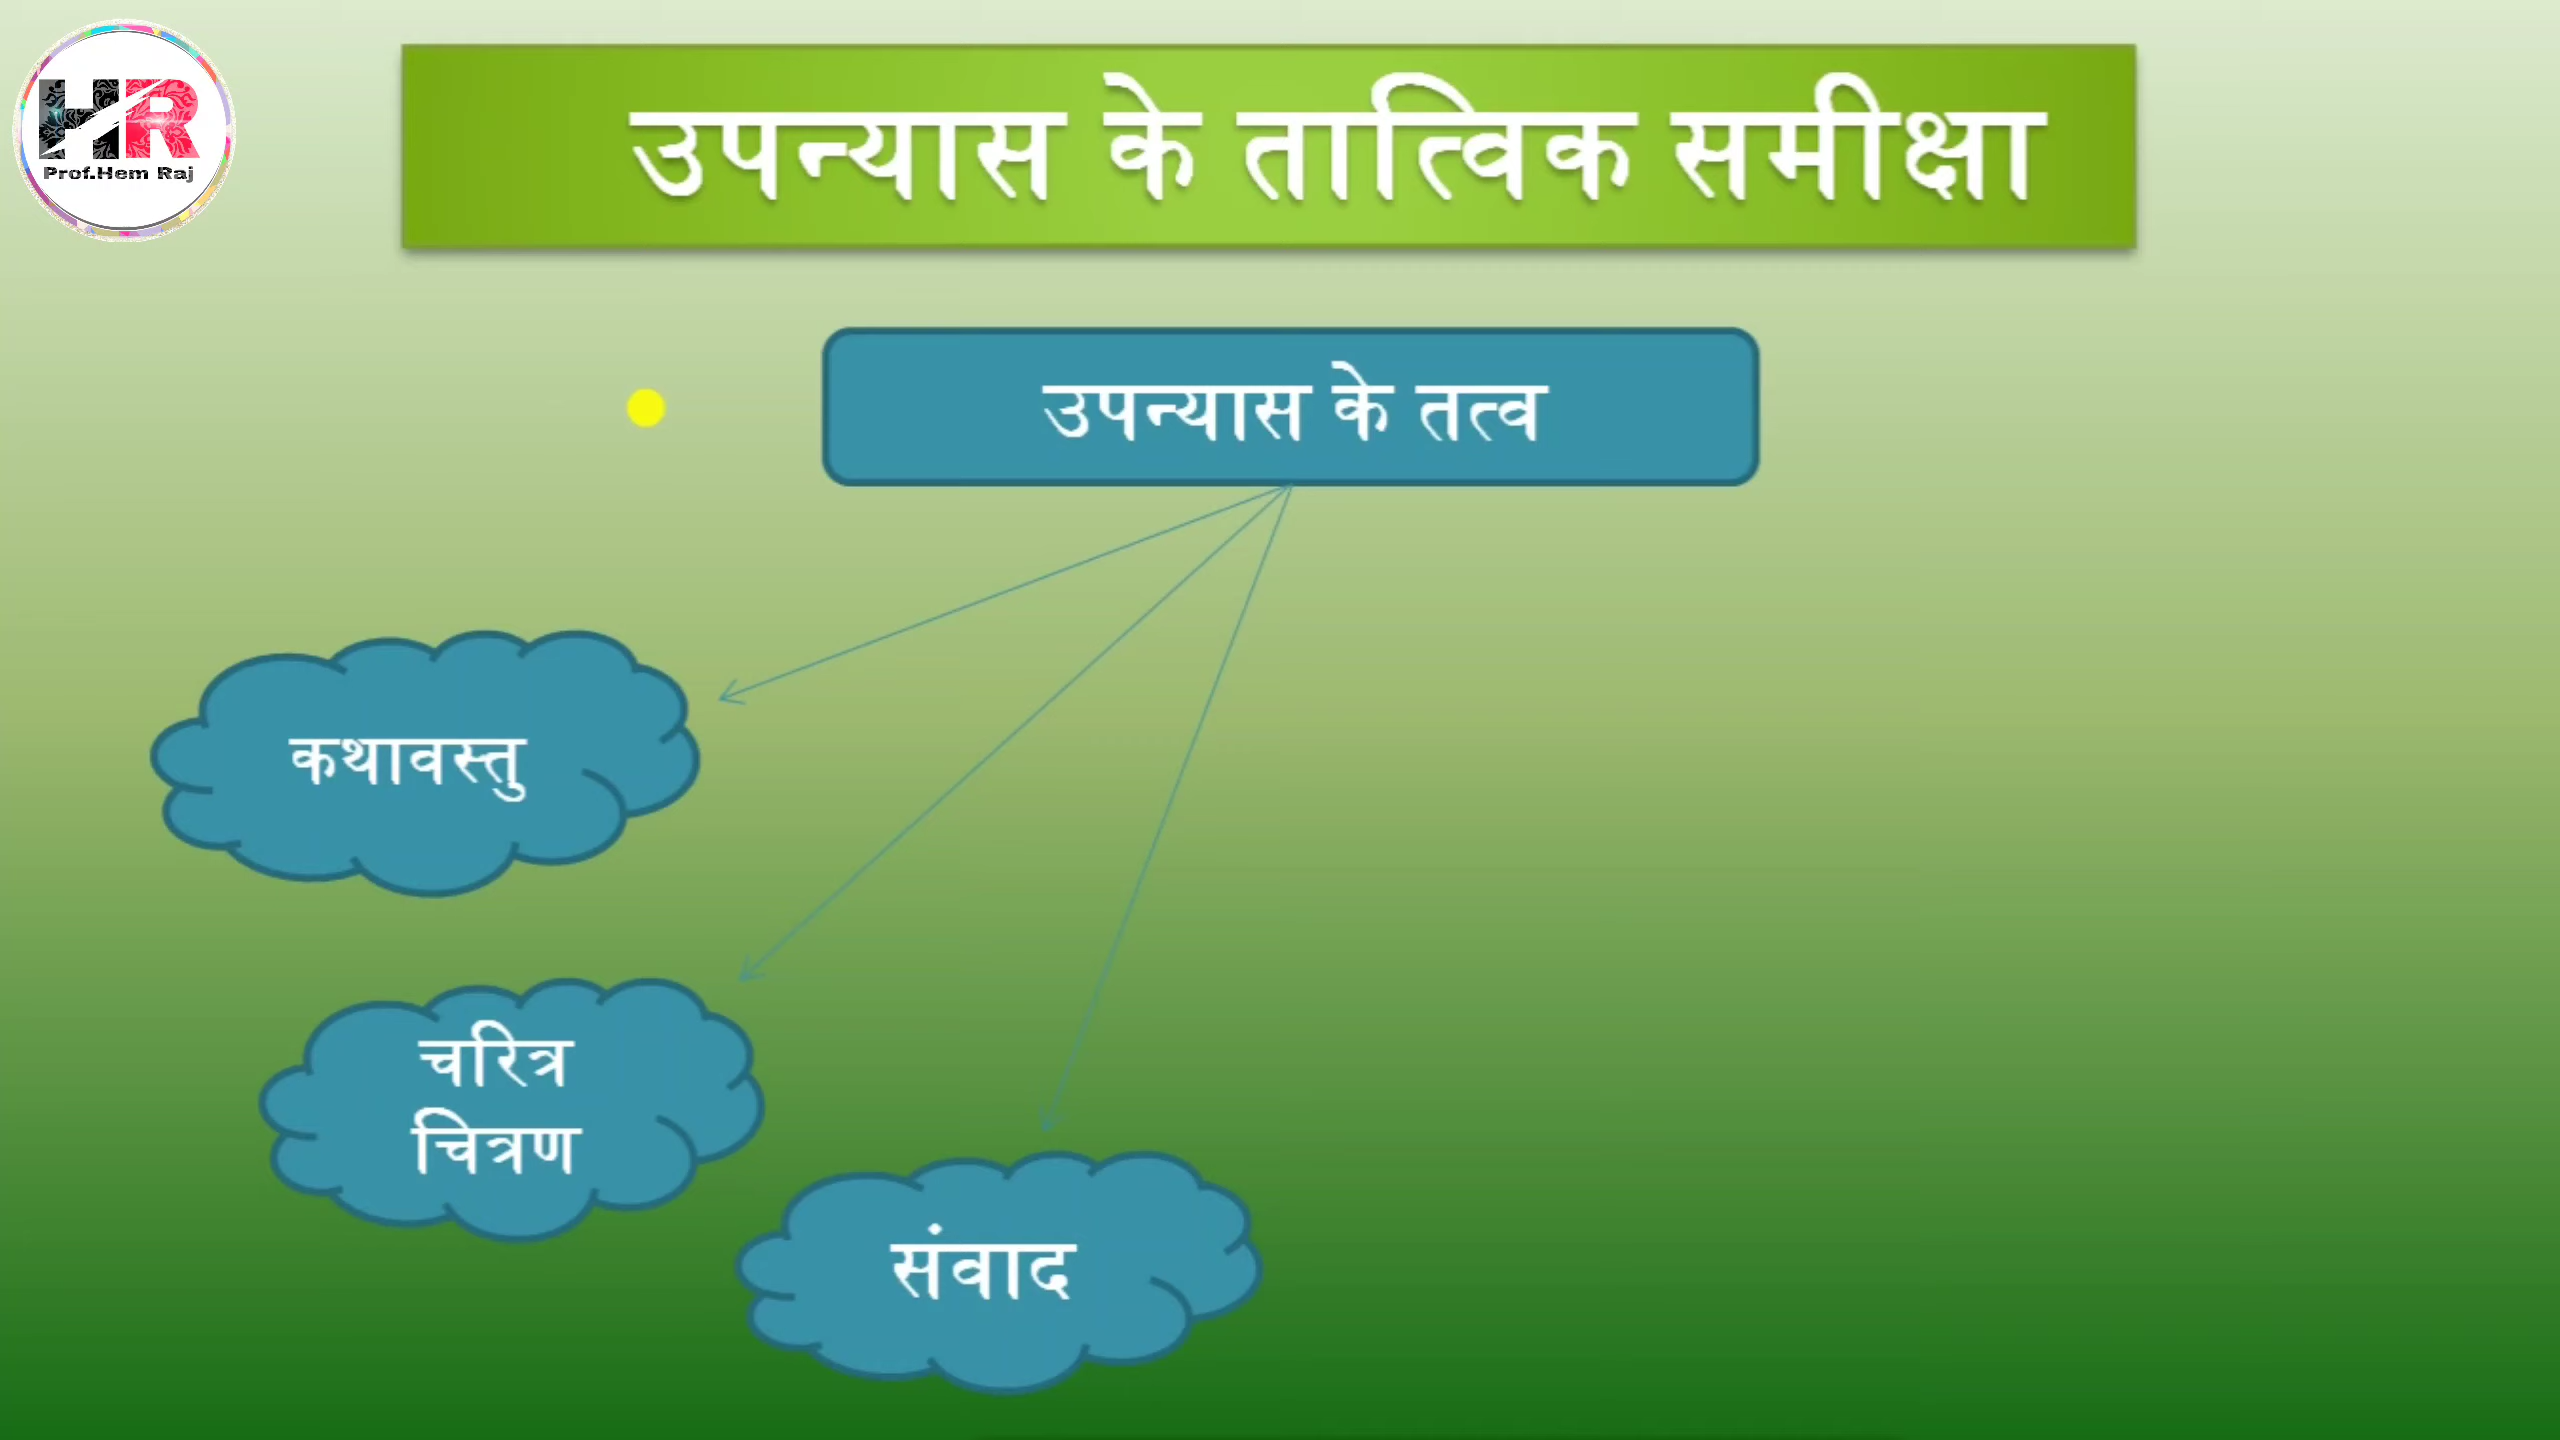 HR
Prof.Hem Raj
उपन्यास के तात्विक समीक्षा
उपन्यास के तत्व
कथावस्तु
चरित्र
चित्रण
संवाद